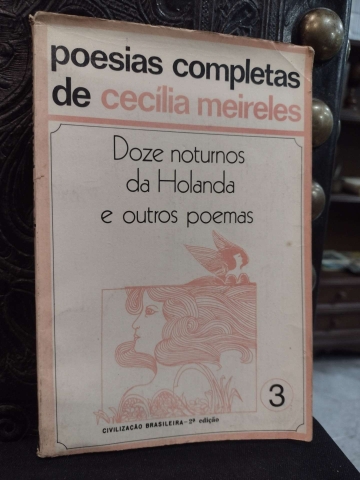 poesias completas
de cecília meireles
Doze noturnos
da Holanda
e outros poemas
3
CIVILIZAÇÃO BRASILEIRA - 2ª edição